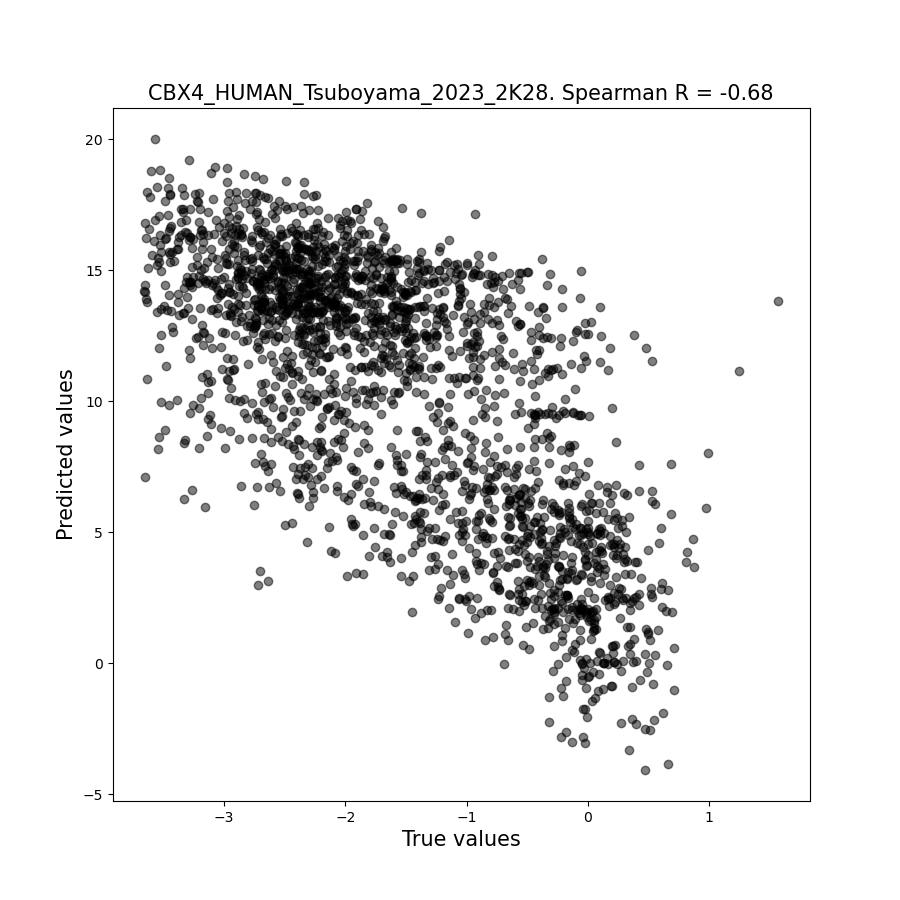 CBX4_HUMAN_Tsuboyama_2023_2K28. Spearman R = -0.68
20
15
10
5
0
−5
Predicted values
−3 −2 −1 0 1
True values